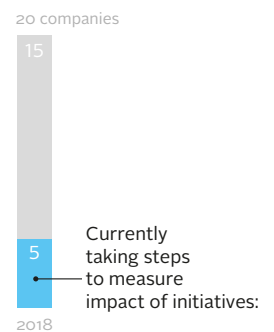 20 companies
15
5
Currently
taking steps
to measure
impact of initiatives:
2018